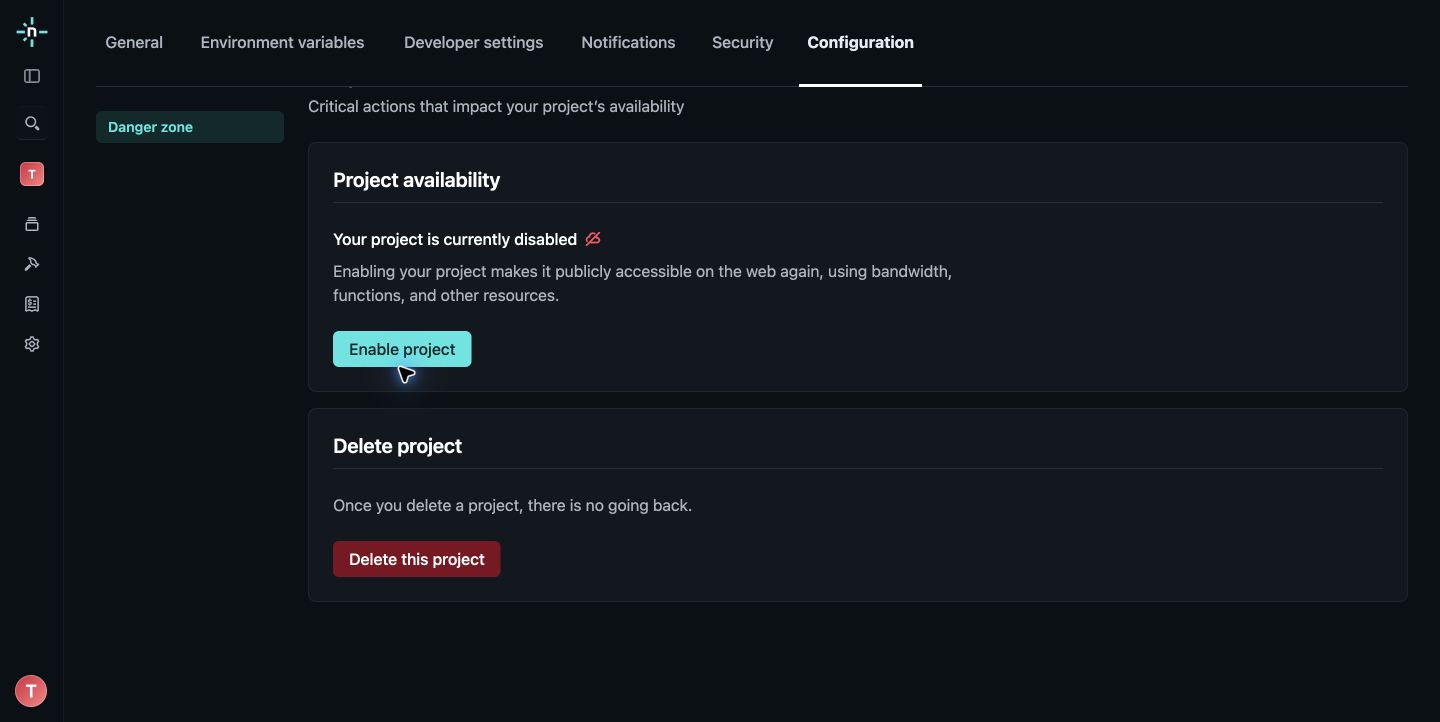 General
Environment variables
Developer settings
Notifications
Security
Configuration
Critical actions that impact your project's availability
Danger zone
T
Project availability
Your project is currently disabled
Enabling your project makes it publicly accessible on the web again, using bandwidth,
functions, and other resources.
Enable project
Delete project
Once you delete a project, there is no going back.
Delete this project
T